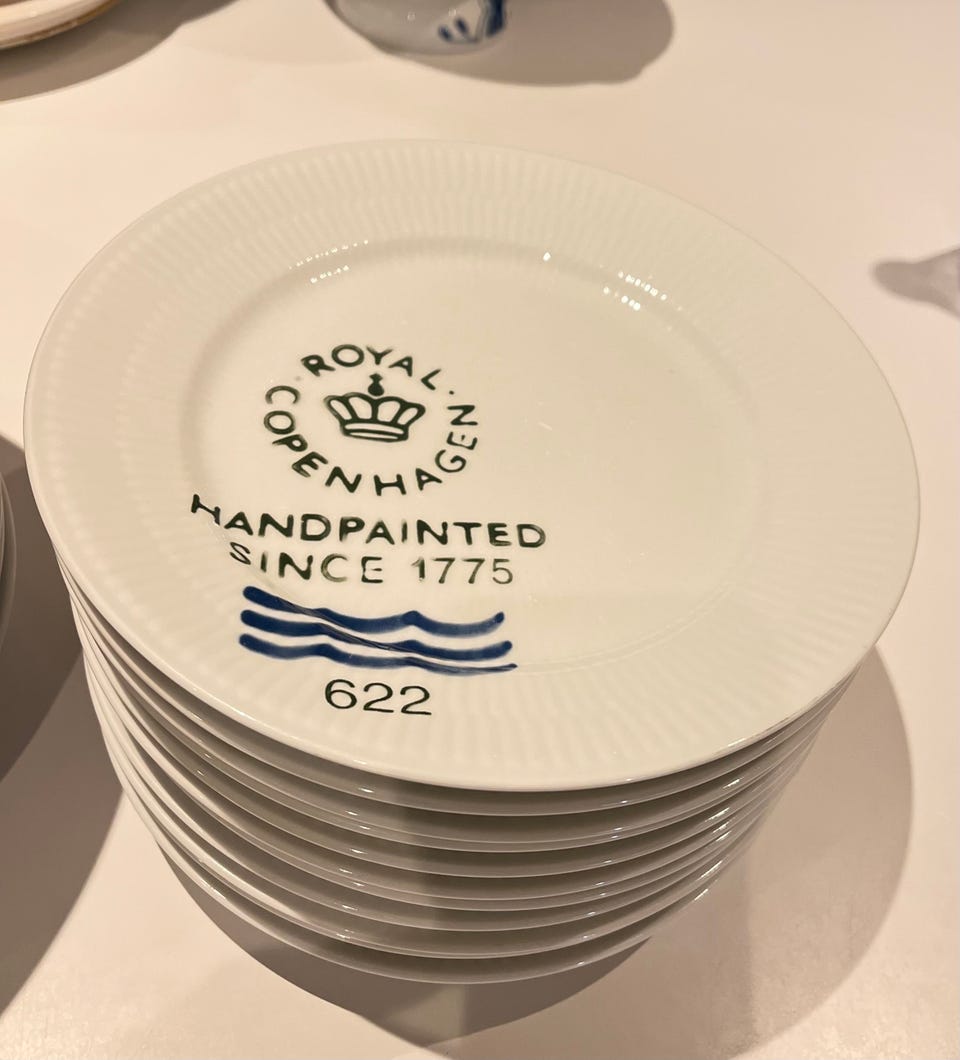 ROYAL
COPENHAGEN
HANDPAINTED
SINCE 1775
622